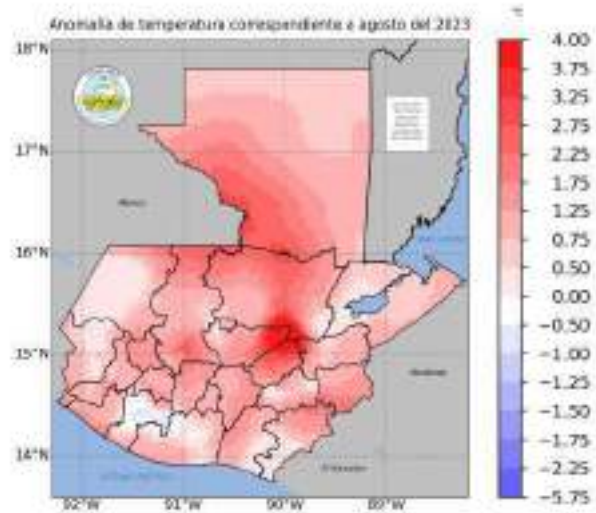 °C
Anomalía de temperatura correspondiente a agosto del 2023
18°N
17°N
16°N
15°N
14°N
92°W 91°W 90°W 89°W
México
Honduras
El Salvador
4.00
3.75
3.25
2.75
2.25
1.75
1.25
0.75
0.50
0.00
−0.50
−1.00
−1.25
−1.50
−1.75
−2.25
−5.75